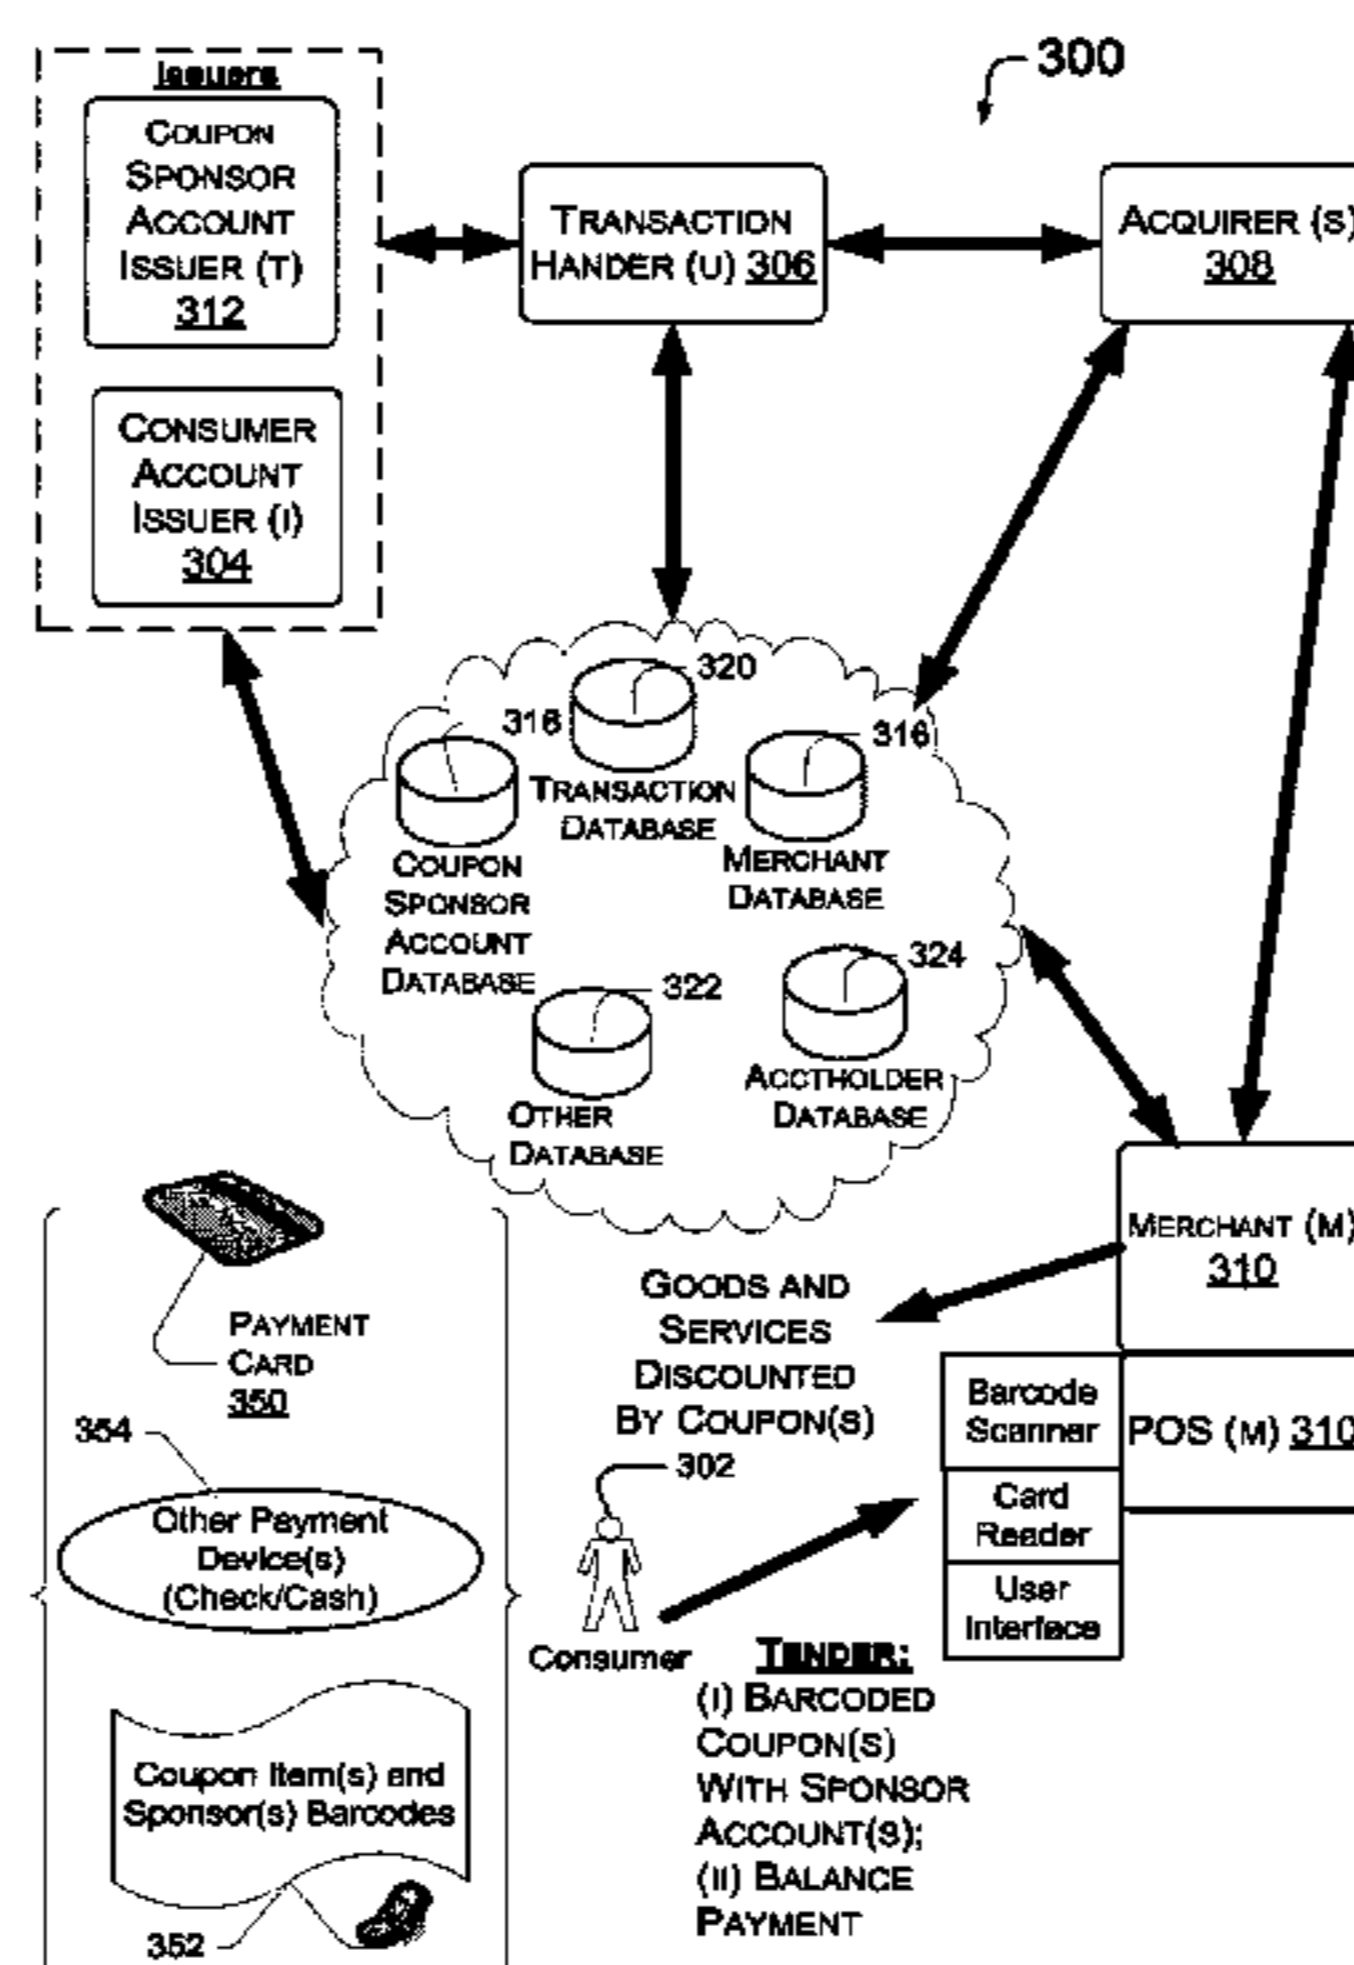 300
Issuers
COUPON
SPONSOR
ACCOUNT
ISSUER (T)
312
CONSUMER
ACCOUNT
ISSUER (I)
304
TRANSACTION
HANDER (U) 306
ACQUIRER (S)
308
320
TRANSACTION
DATABASE
316
COUPON
SPONSOR
ACCOUNT
DATABASE
316
MERCHANT
DATABASE
322
OTHER
DATABASE
324
ACCTHOLDER
DATABASE
MERCHANT (M)
310
POS (M) 310
Barcode
Scanner
Card
Reader
User
Interface
GOODS AND
SERVICES
DISCOUNTED
BY COUPON(S)
302
Consumer
TENDER:
(I) BARCODED
COUPON(S)
WITH SPONSOR
ACCOUNT(S);
(II) BALANCE
PAYMENT
PAYMENT
CARD
350
354
Other Payment
Device(s)
(Check/Cash)
Coupon Item(s) and
Sponsor(s) Barcodes
352